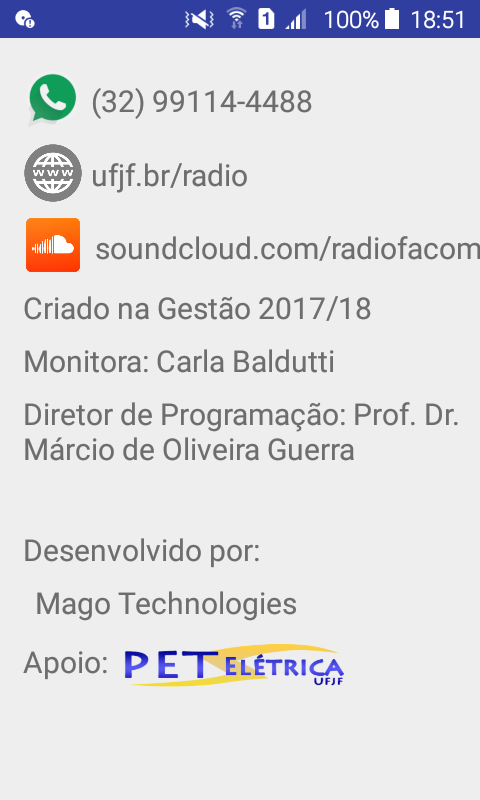 1 100% 18:51
(32) 99114-4488
WWW ufjf.br/radio
soundcloud.com/radiofacom
Criado na Gestão 2017/18
Monitora: Carla Baldutti
Diretor de Programação: Prof. Dr.
Márcio de Oliveira Guerra
Desenvolvido por:
Mago Technologies
Apoio: PET ELÉTRICA
UFJF